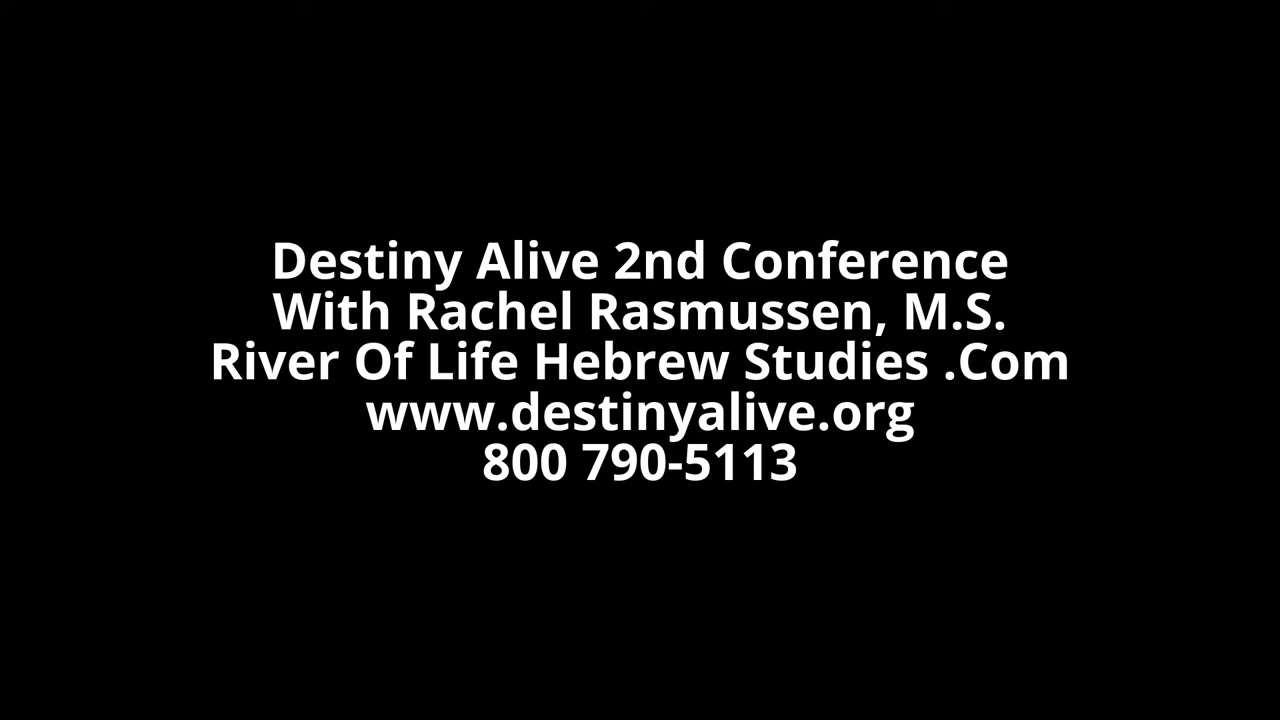 Destiny Alive 2nd Conference
With Rachel Rasmussen, M.S.
River Of Life Hebrew Studies .Com
www.destinyalive.org
800 790-5113